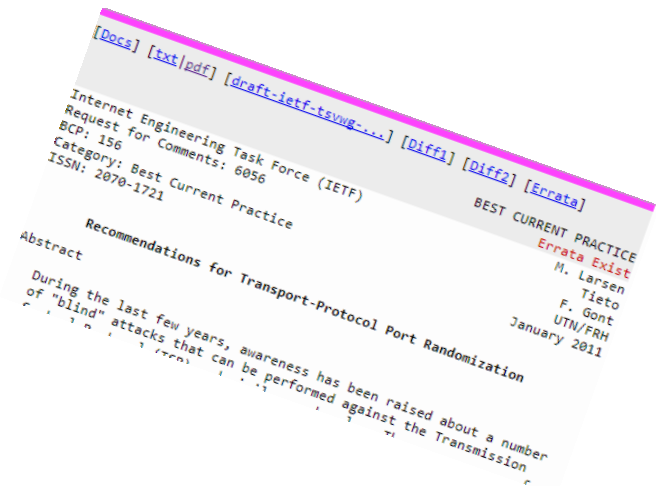 [Docs] [txt|pdf] [draft-ietf-tsvwg-...] [Diff1] [Diff2] [Errata]
BEST CURRENT PRACTICE
Errata Exist
Internet Engineering Task Force (IETF)
M. Larsen
Request for Comments: 6056
Tieto
BCP: 156
F. Gont
Category: Best Current Practice
UTN/FRH
ISSN: 2070-1721
January 2011
Recommendations for Transport-Protocol Port Randomization
Abstract
During the last few years, awareness has been raised about a number
of "blind" attacks that can be performed against the Transmission